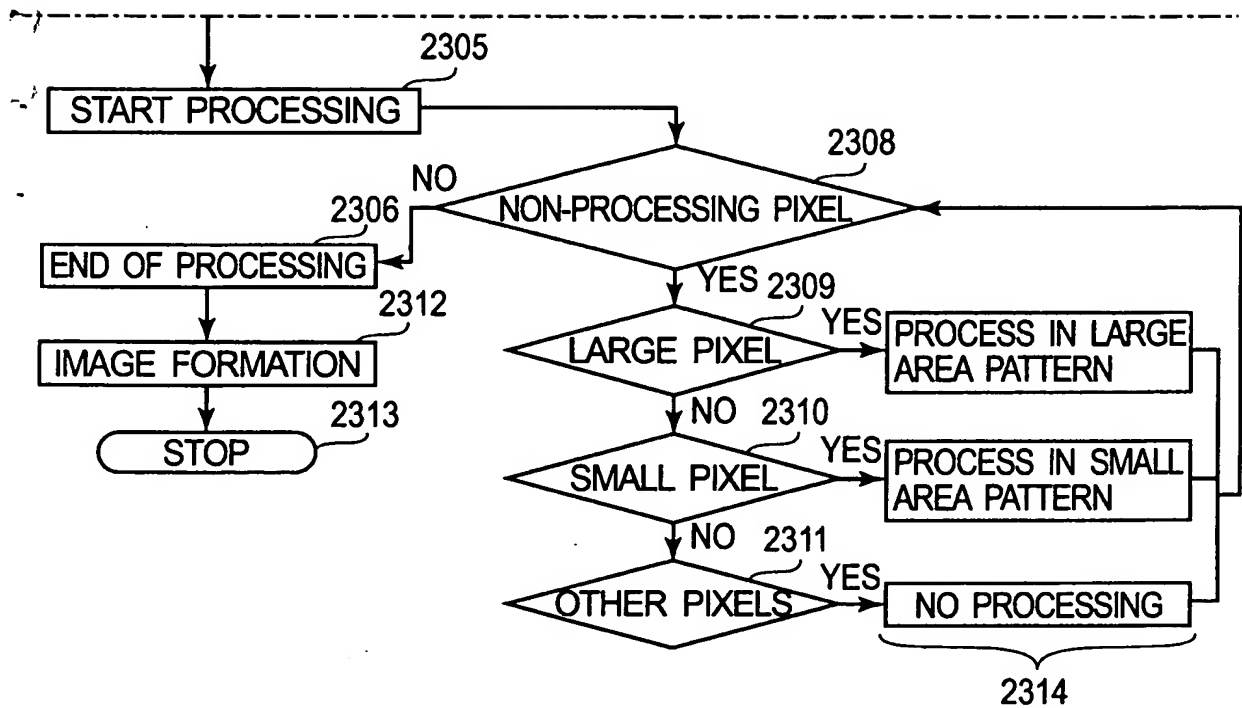 2305
START PROCESSING
2308
NO
NON-PROCESSING PIXEL
2306
END OF PROCESSING
YES
2309
2312
YES
LARGE PIXEL
PROCESS IN LARGE
AREA PATTERN
IMAGE FORMATION
NO
2310
2313
STOP
YES
SMALL PIXEL
PROCESS IN SMALL
AREA PATTERN
NO
2311
YES
OTHER PIXELS
NO PROCESSING
2314